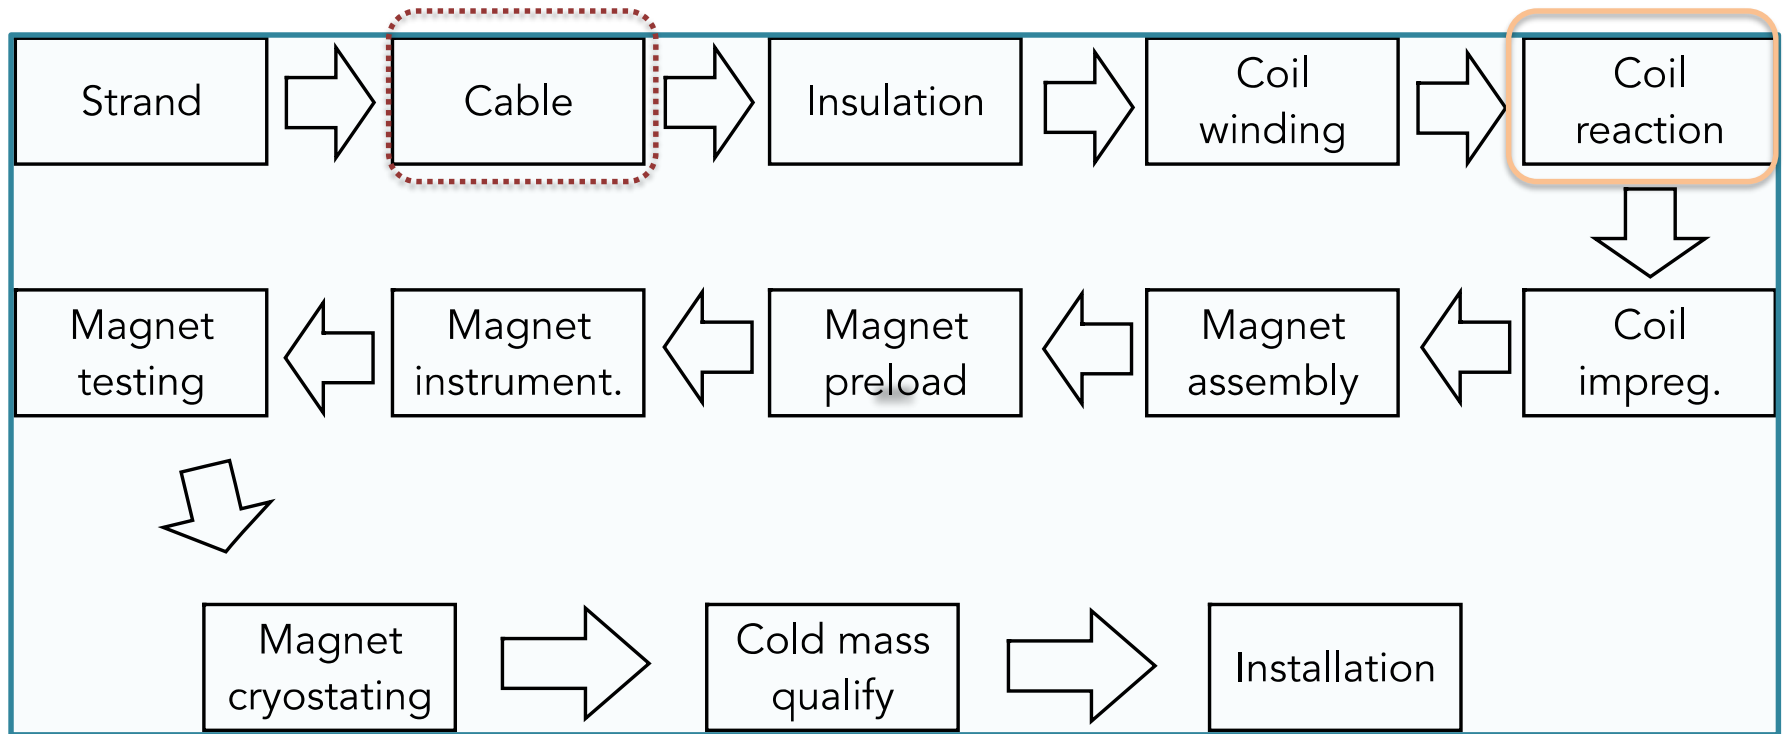 Strand
Cable
Insulation
Coil
winding
Coil
reaction
Magnet
testing
Magnet
instrument.
Magnet
preload
Magnet
assembly
Coil
impreg.
Magnet
cryostating
Cold mass
qualify
Installation